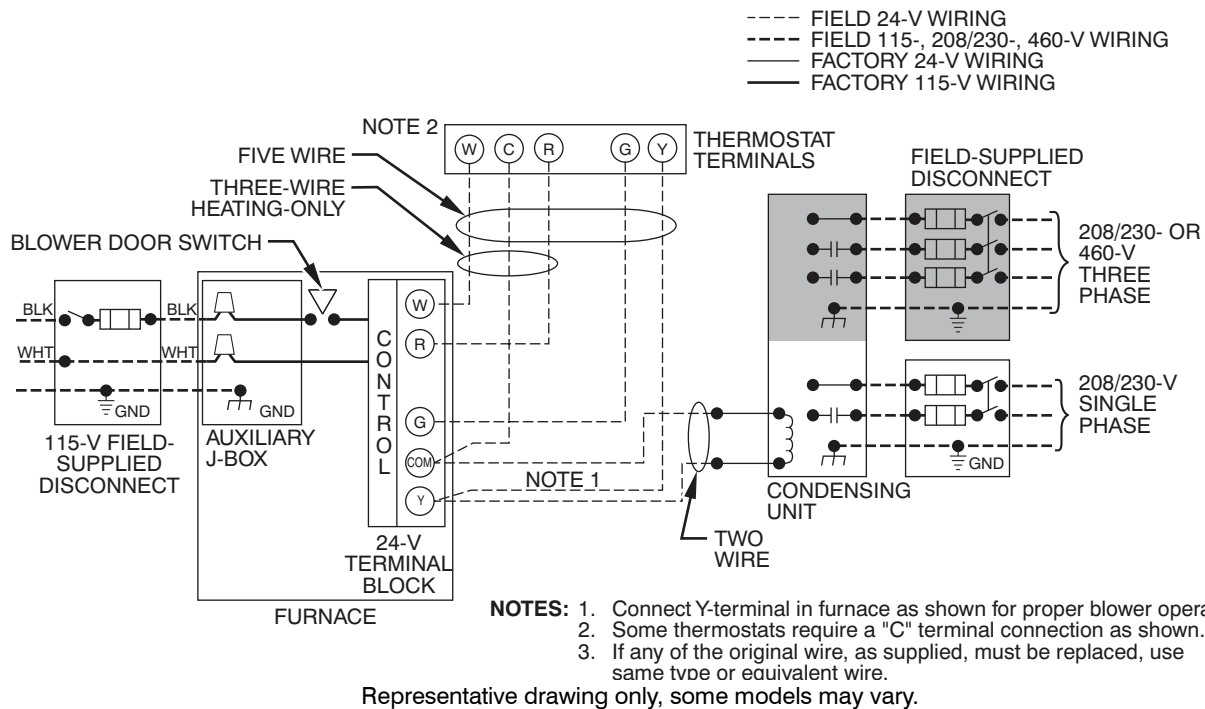 FIELD 24-V WIRING
FIELD 115-, 208/230-, 460-V WIRING
FACTORY 24-V WIRING
FACTORY 115-V WIRING
NOTE 2
W C R G Y
THERMOSTAT
TERMINALS
FIVE WIRE
THREE-WIRE
HEATING-ONLY
BLOWER DOOR SWITCH
FIELD-SUPPLIED
DISCONNECT
208/230- OR
460-V
THREE
PHASE
BLK
BLK
WHT
WHT
GND
GND
115-V FIELD-
SUPPLIED
DISCONNECT
AUXILIARY
J-BOX
CONTROL
W
R
G
COM
Y
24-V
TERMINAL
BLOCK
FURNACE
NOTE 1
TWO
WIRE
CONDENSING
UNIT
GND
208/230-V
SINGLE
PHASE
NOTES: 1. Connect Y-terminal in furnace as shown for proper blower opera
2. Some thermostats require a "C" terminal connection as shown.
3. If any of the original wire, as supplied, must be replaced, use
same type or equivalent wire.
Representative drawing only, some models may vary.